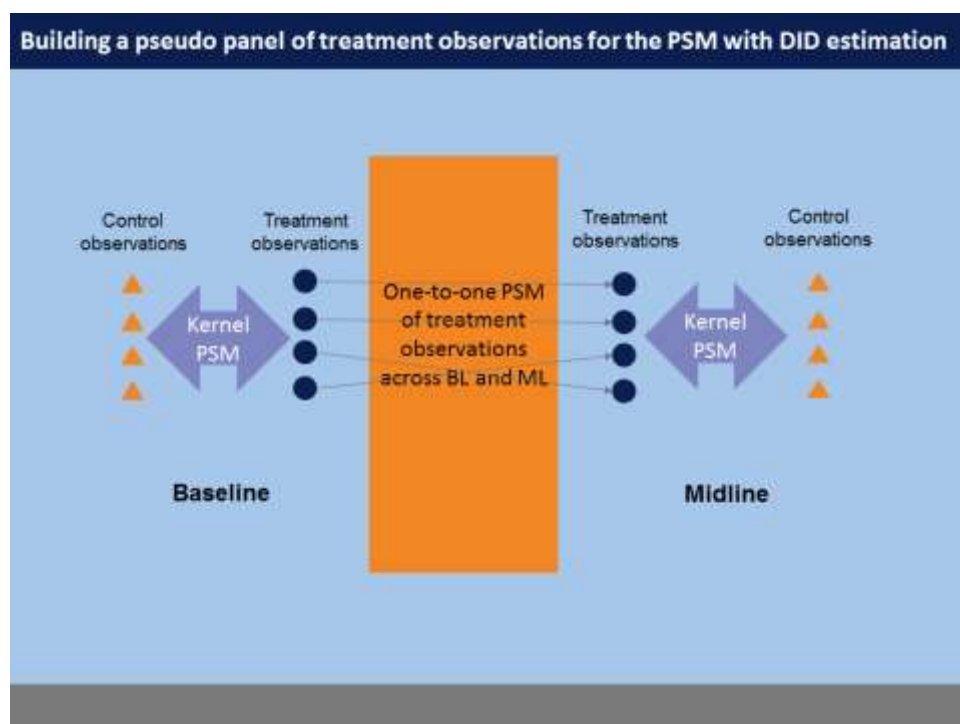 Building a pseudo panel of treatment observations for the PSM with DID estimation
Control
observations
Treatment
observations
Treatment
observations
Control
observations
Kernel
PSM
One-to-one PSM
of treatment
observations
across BL and ML
Kernel
PSM
Baseline
Midline